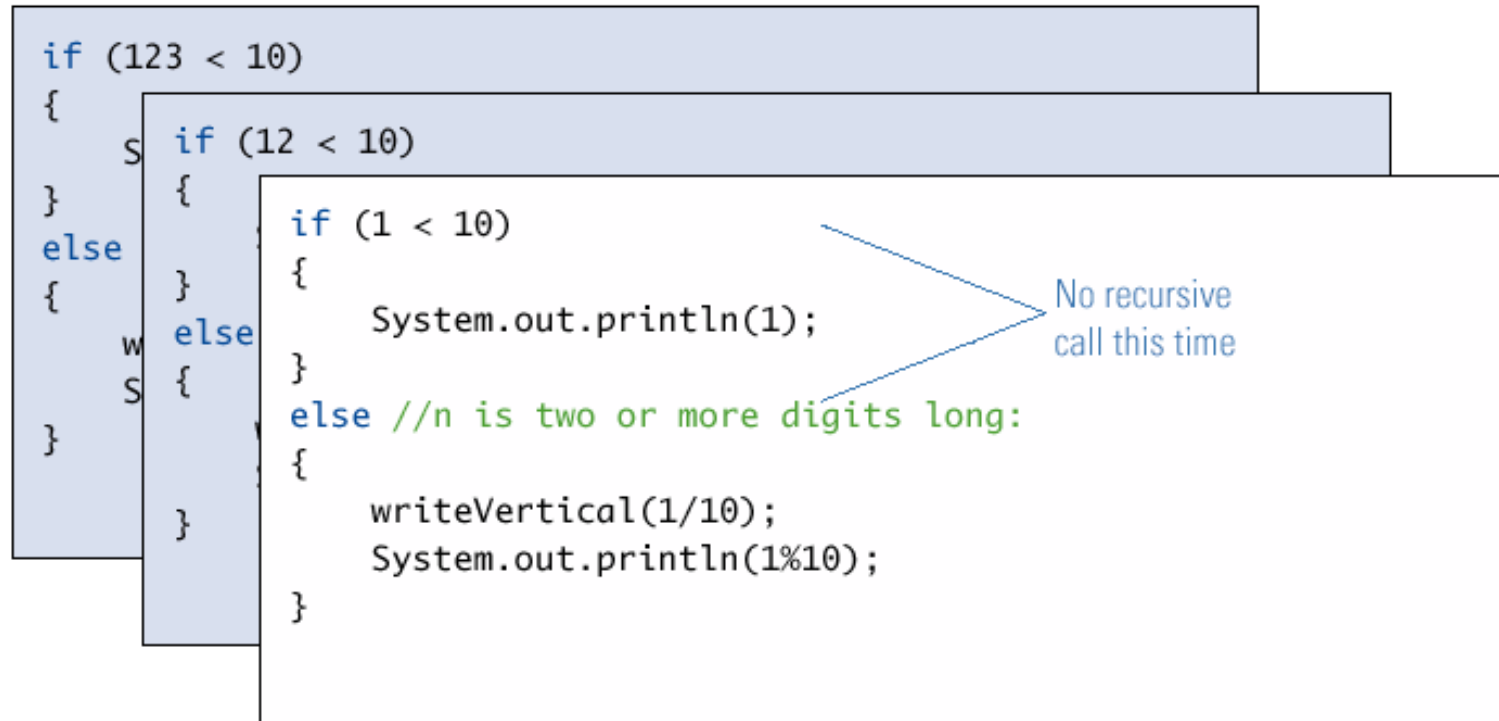 if (123 < 10)
{
S
}
else
{
w
S
}
if (12 < 10)
{
}
else
{
}
if (1 < 10)
{
System.out.println(1);
}
else //n is two or more digits long:
{
writeVertical(1/10);
System.out.println(1%10);
}
No recursive
call this time